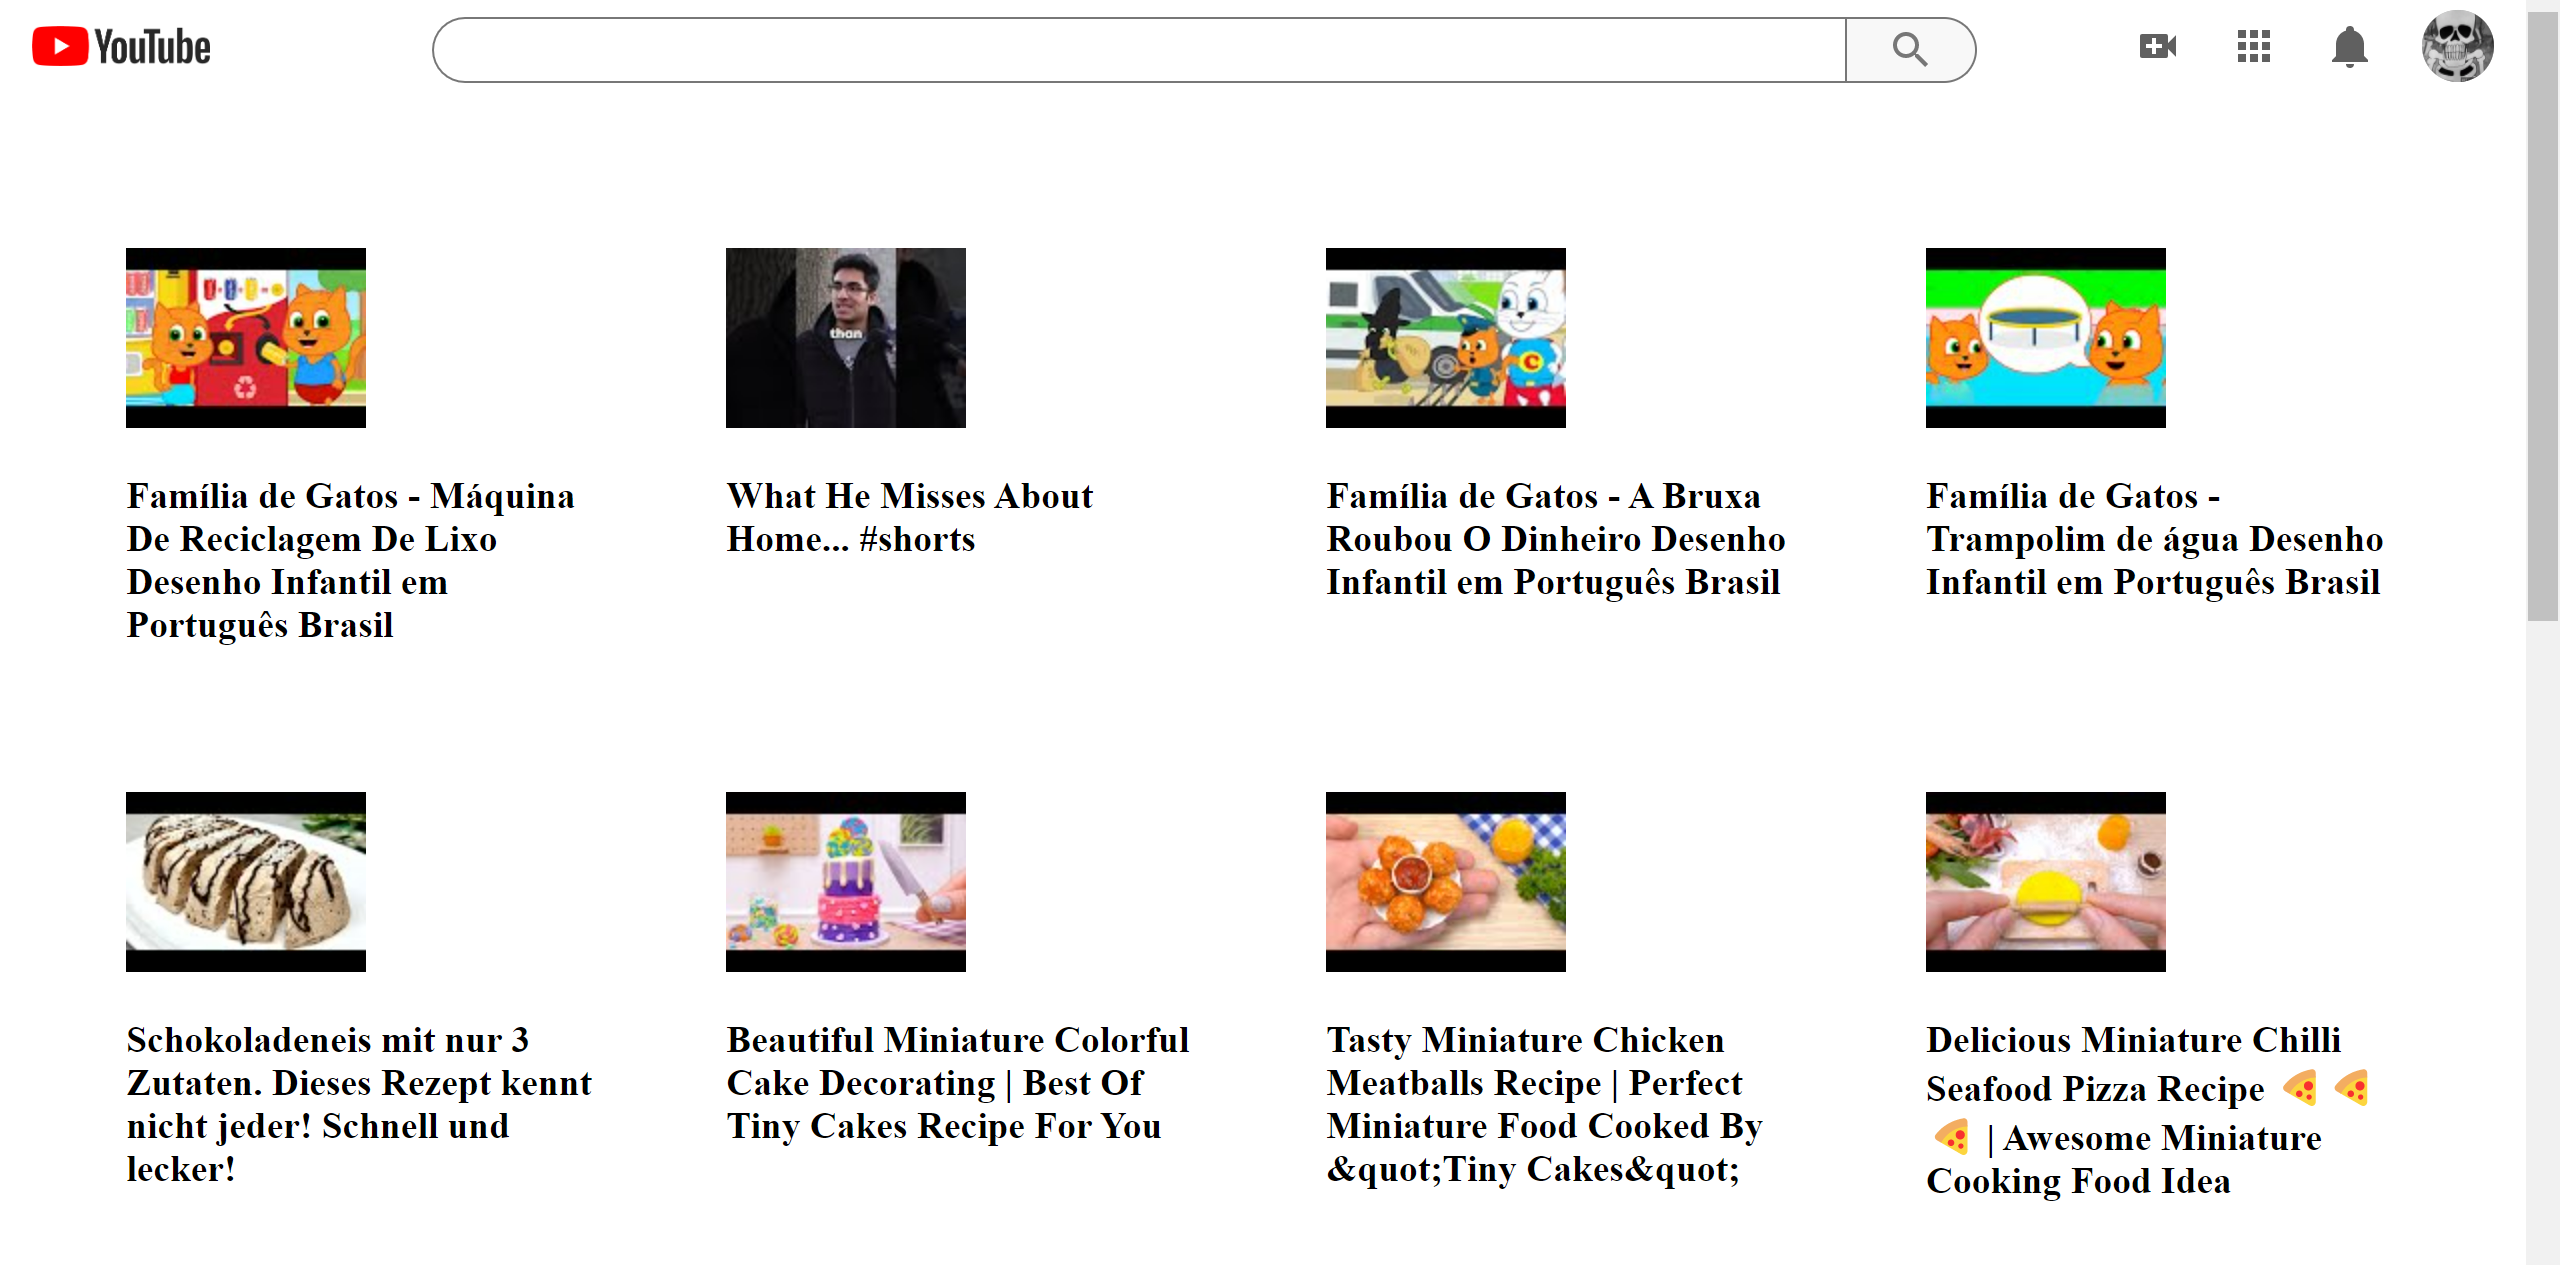 YouTube
than
Família de Gatos - Máquina
De Reciclagem De Lixo
Desenho Infantil em
Português Brasil
What He Misses About
Home... #shorts
Família de Gatos - A Bruxa
Roubou O Dinheiro Desenho
Infantil em Português Brasil
Família de Gatos -
Trampolim de água Desenho
Infantil em Português Brasil
Schokoladeneis mit nur 3
Zutaten. Dieses Rezept kennt
nicht jeder! Schnell und
lecker!
Beautiful Miniature Colorful
Cake Decorating | Best Of
Tiny Cakes Recipe For You
Tasty Miniature Chicken
Meatballs Recipe | Perfect
Miniature Food Cooked By
&quot;Tiny Cakes&quot;
Delicious Miniature Chilli
Seafood Pizza Recipe 🍕🍕
🍕 | Awesome Miniature
Cooking Food Idea